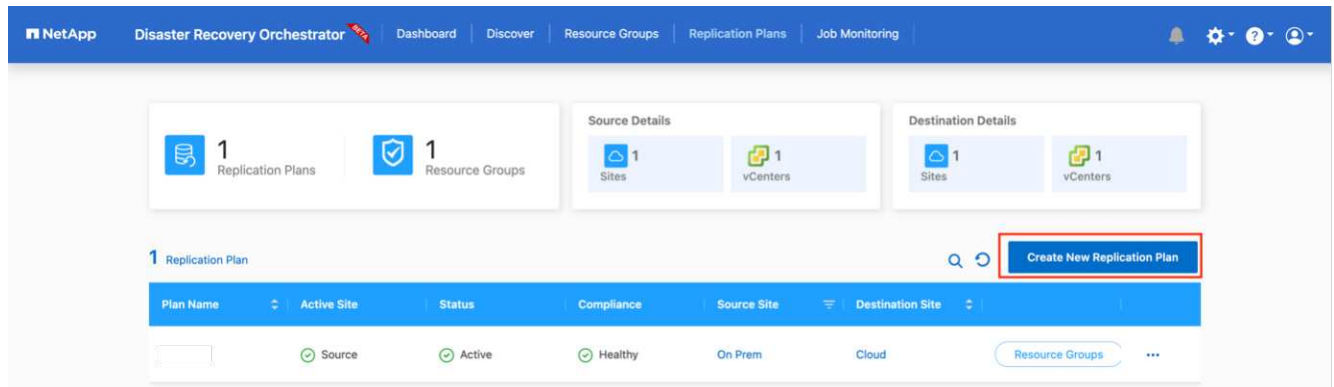 NetApp Disaster Recovery Orchestrator BETA Dashboard Discover Resource Groups Replication Plans Job Monitoring
Source Details Destination Details
1 1 1 1 1 1
Replication Plans Resource Groups Sites vCenters Sites vCenters
1 Replication Plan Create New Replication Plan
Plan Name Active Site Status Compliance Source Site Destination Site
Source Active Healthy On Prem Cloud Resource Groups